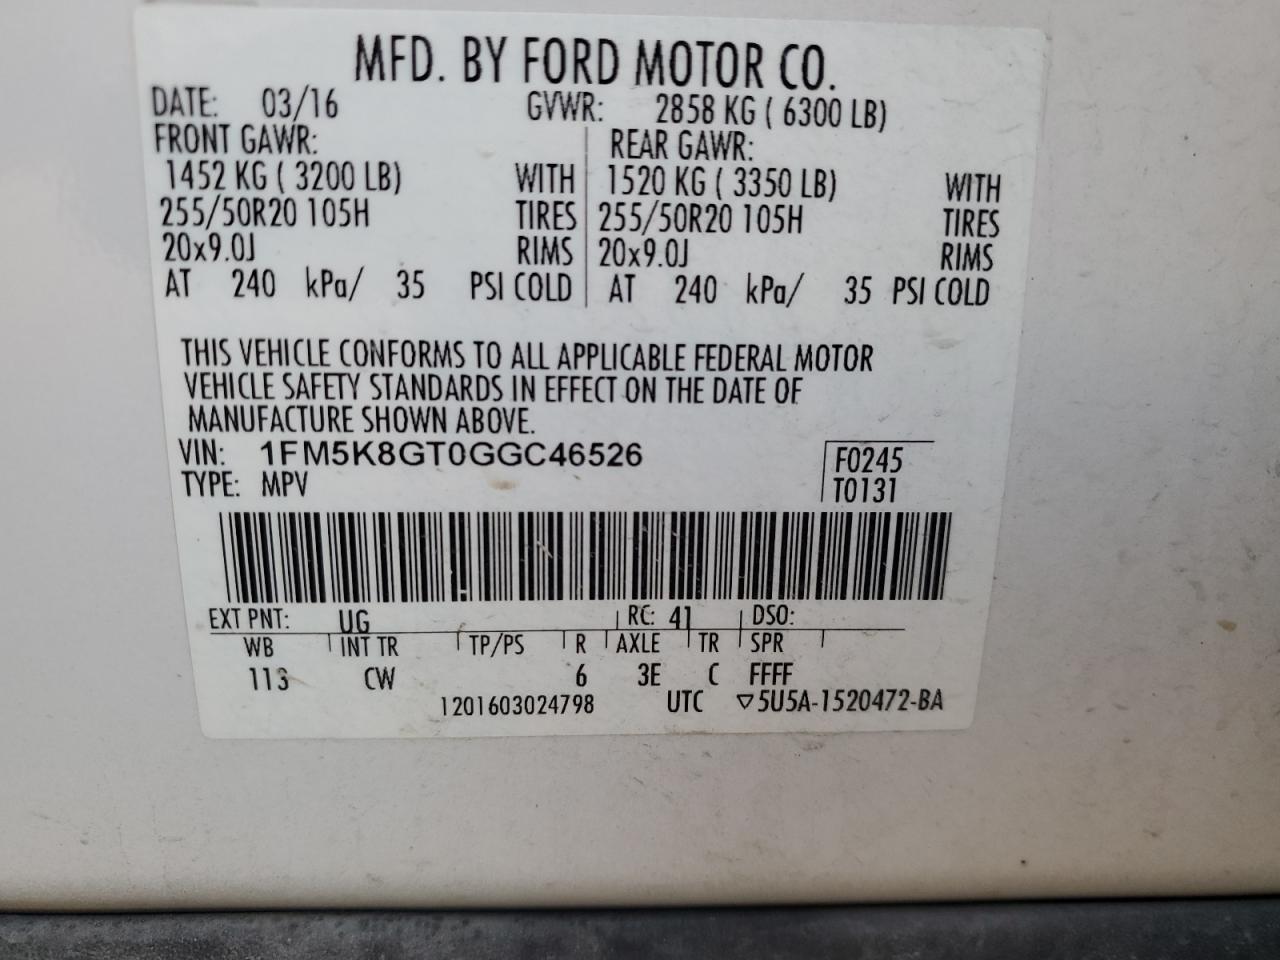 MFD. BY FORD MOTOR CO.
DATE: 03/16 GVWR: 2858 KG ( 6300 LB)
FRONT GAWR: REAR GAWR:
1452 KG ( 3200 LB) WITH 1520 KG ( 3350 LB) WITH
255/50R20 105H TIRES 255/50R20 105H TIRES
20x9.0J RIMS 20x9.0J RIMS
AT 240 kPa/ 35 PSI COLD AT 240 kPa/ 35 PSI COLD
THIS VEHICLE CONFORMS TO ALL APPLICABLE FEDERAL MOTOR
VEHICLE SAFETY STANDARDS IN EFFECT ON THE DATE OF
MANUFACTURE SHOWN ABOVE.
VIN: 1FM5K8GT0GGC46526 F0245
TYPE: MPV T0131
EXT PNT: UG RC: 41 DSO:
WB INT TR TP/PS R AXLE TR SPR
113 CW 6 3E C FFFF
1201603024798 UTC ▽5U5A-1520472-BA